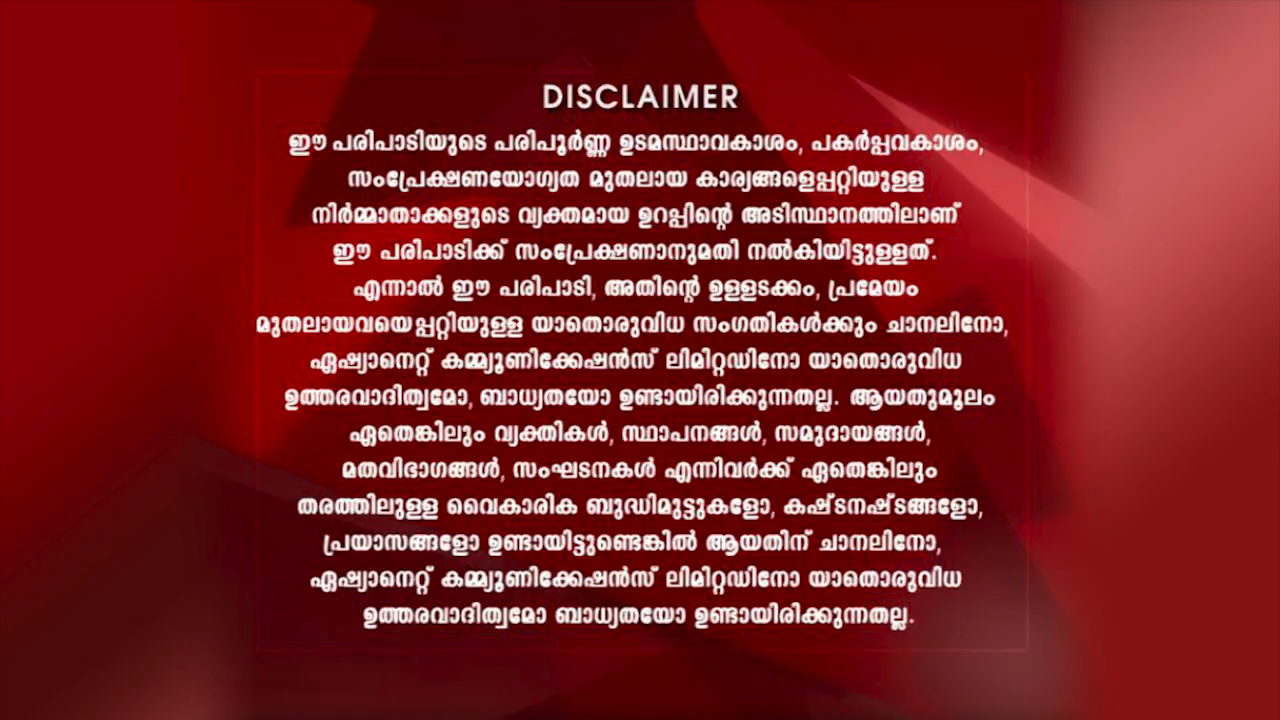 DISCLAIMER
ഈ പരിപാടിയുടെ പരിപൂർണ്ണ ഉടമസ്ഥാവകാശം, പകർപ്പവകാശം,
സംപ്രേക്ഷണയോഗ്യത മുതലായ കാര്യങ്ങളെപ്പറ്റിയുള്ള
നിർമ്മാതാക്കളുടെ വ്യക്തമായ ഉറപ്പിന്റെ അടിസ്ഥാനത്തിലാണ്
ഈ പരിപാടിക്ക് സംപ്രേക്ഷണാനുമതി നൽകിയിട്ടുള്ളത്.
എന്നാൽ ഈ പരിപാടി, അതിന്റെ ഉള്ളടക്കം, പ്രമേയം
മുതലായവയെപ്പറ്റിയുള്ള യാതൊരുവിധ സംഗതികൾക്കും ചാനലിനോ,
ഏഷ്യാനെറ്റ് കമ്മ്യൂണിക്കേഷൻസ് ലിമിറ്റഡിനോ യാതൊരുവിധ
ഉത്തരവാദിത്വമോ, ബാധ്യതയോ ഉണ്ടായിരിക്കുന്നതല്ല. ആയതുമൂലം
ഏതെങ്കിലും വ്യക്തികൾ, സ്ഥാപനങ്ങൾ, സമുദായങ്ങൾ,
മതവിഭാഗങ്ങൾ, സംഘടനകൾ എന്നിവർക്ക് ഏതെങ്കിലും
തരത്തിലുള്ള വൈകാരിക ബുദ്ധിമുട്ടുകളോ, കഷ്ടനഷ്ടങ്ങളോ,
പ്രയാസങ്ങളോ ഉണ്ടായിട്ടുണ്ടെങ്കിൽ ആയതിന് ചാനലിനോ,
ഏഷ്യാനെറ്റ് കമ്മ്യൂണിക്കേഷൻസ് ലിമിറ്റഡിനോ യാതൊരുവിധ
ഉത്തരവാദിത്വമോ ബാധ്യതയോ ഉണ്ടായിരിക്കുന്നതല്ല.